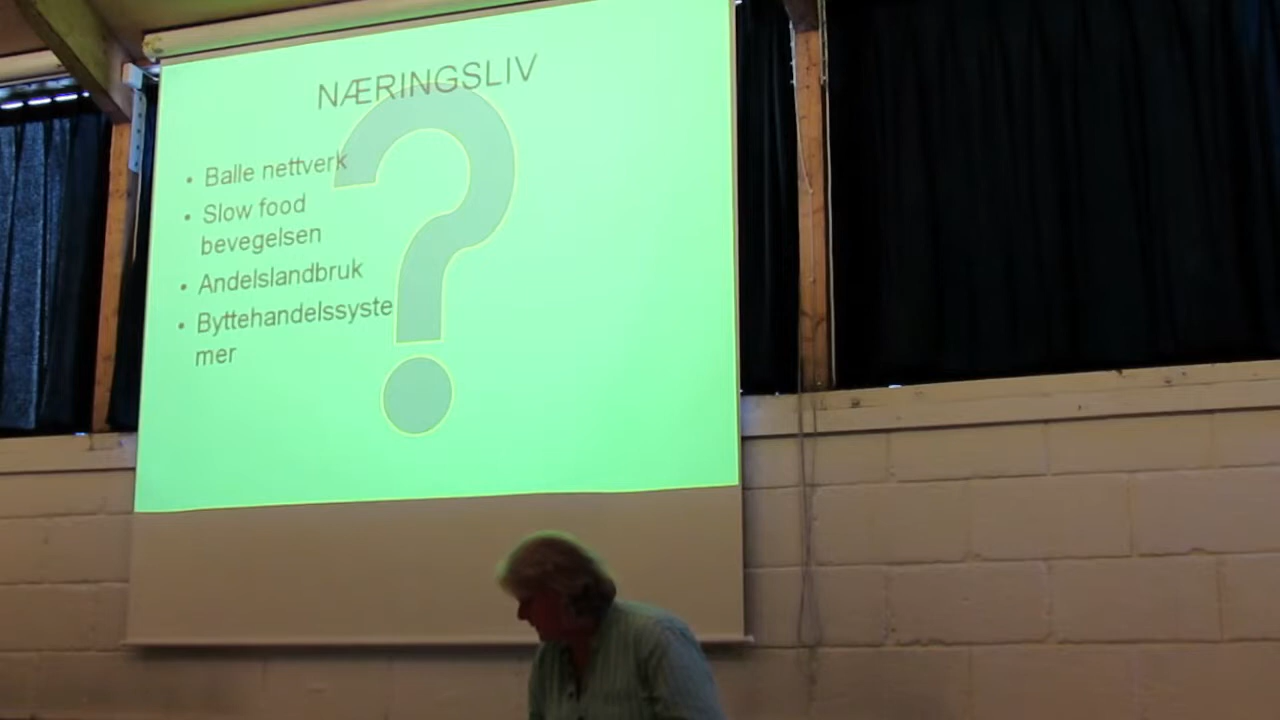 NÆRINGSLIV
• Balle nettverk
• Slow food
bevegelsen
• Andelslandbruk
• Byttehandelssyste
mer
?